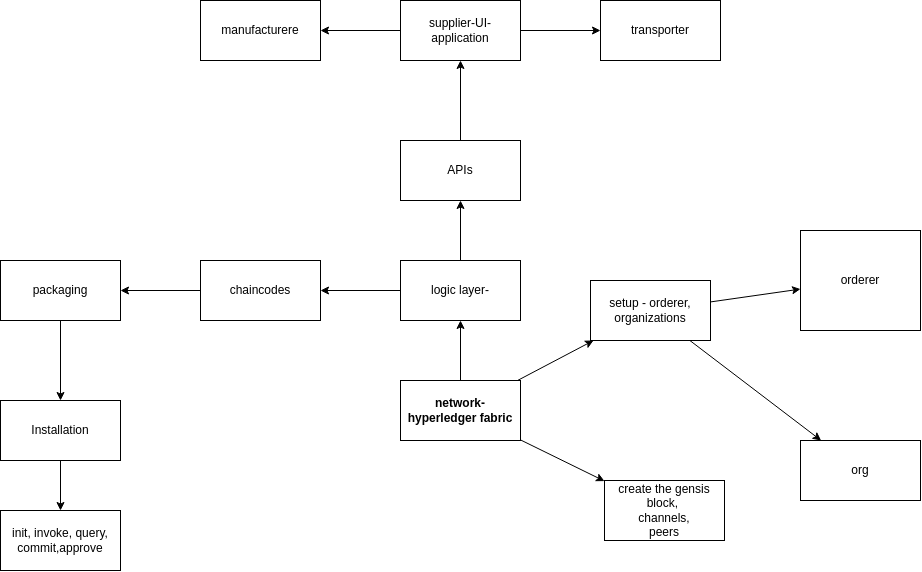 manufacturere
supplier-UI-
application
transporter
APIs
packaging
chaincodes
logic layer-
setup - orderer,
organizations
orderer
network-
hyperledger fabric
Installation
org
create the gensis
block,
channels,
peers
init, invoke, query,
commit,approve